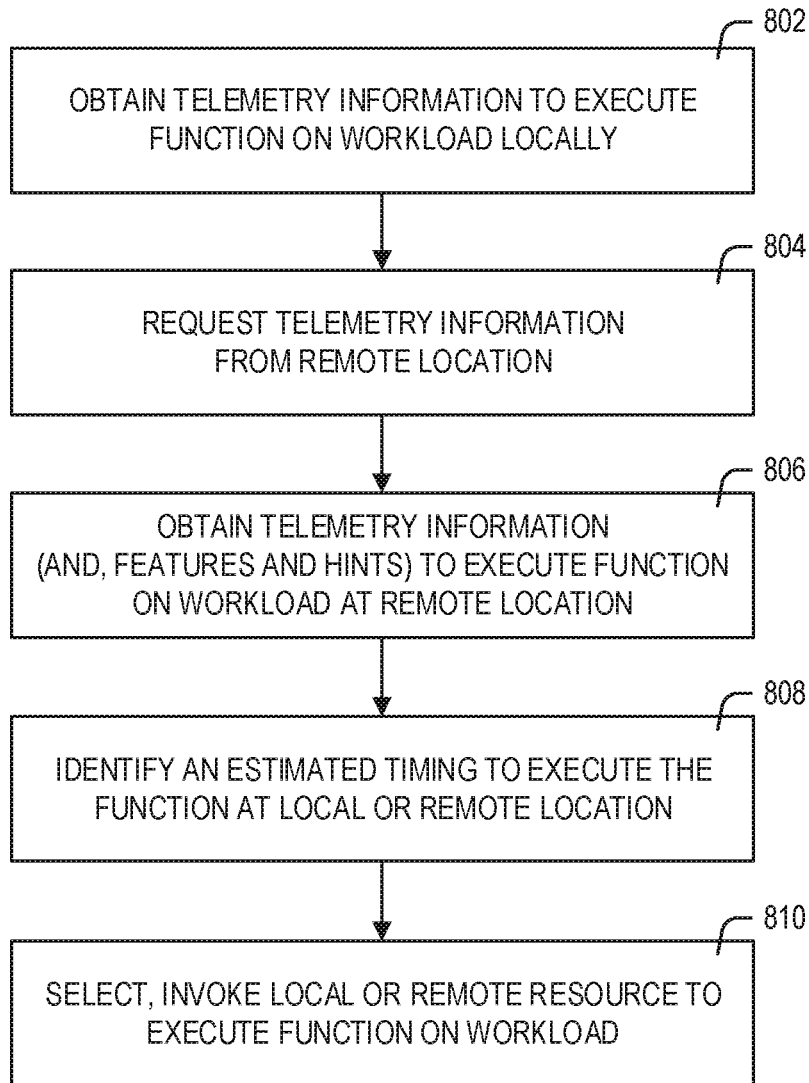 802
OBTAIN TELEMETRY INFORMATION TO EXECUTE
FUNCTION ON WORKLOAD LOCALLY
804
REQUEST TELEMETRY INFORMATION
FROM REMOTE LOCATION
806
OBTAIN TELEMETRY INFORMATION
(AND, FEATURES AND HINTS) TO EXECUTE FUNCTION
ON WORKLOAD AT REMOTE LOCATION
808
IDENTIFY AN ESTIMATED TIMING TO EXECUTE THE
FUNCTION AT LOCAL OR REMOTE LOCATION
810
SELECT, INVOKE LOCAL OR REMOTE RESOURCE TO
EXECUTE FUNCTION ON WORKLOAD